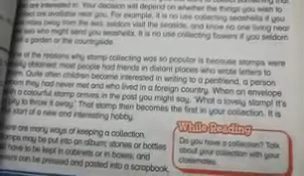 are interested in. Your decision will depend on whether the things you wish to
are available near you. For example, it is no use collecting seashells if you
away from the sea, seldom visit the seaside, and know no one living near
sea who might send you seashells. It is no use collecting flowers if you seldom
a garden or the countryside.
of the reasons why stamp collecting was so popular is because stamps were
easily obtained: most people had friends in distant places who wrote letters to
them. Quite often children become interested in writing to a pentriend, a person
whom they had never met and who lived in a foreign country. When an envelope
with a colourful stamp arrives in the post you might say, 'What a lovely stamp! It's
pity to throw it away.' That stamp then becomes the first in your collection. It is
start of a new and interesting hobby.
There are many ways of keeping a collection.
stamps may be put into an album; stones or bottles
have to be kept in cabinets or in boxes; and
flowers can be pressed and pasted into a scrapbook.
While Reading
Do you have a collection? Talk
about your collection with your
classmates.